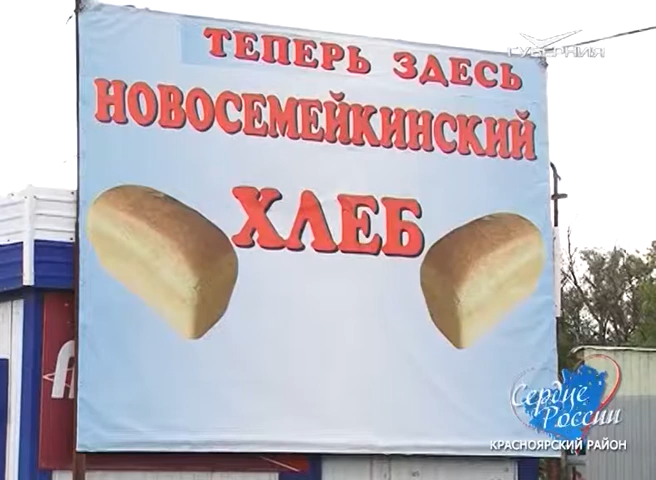 ГУБЕРНИЯ
ТЕПЕРЬ ЗДЕСЬ
НОВОСЕМЕЙКИНСКИЙ
ХЛЕБ
Сердце
России
КРАСНОЯРСКИЙ РАЙОН